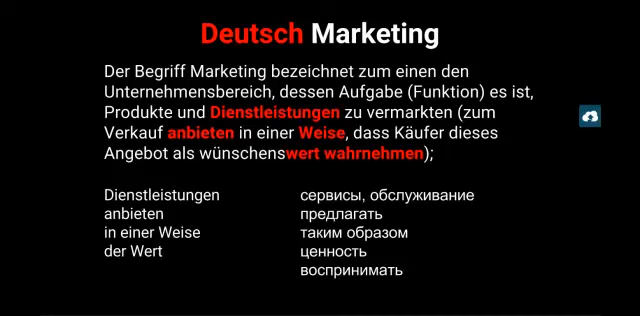 Deutsch Marketing
Der Begriff Marketing bezeichnet zum einen den
Unternehmensbereich, dessen Aufgabe (Funktion) es ist,
Produkte und Dienstleistungen zu vermarkten (zum
Verkauf anbieten in einer Weise, dass Käufer dieses
Angebot als wünschenswert wahrnehmen);
Dienstleistungen сервисы, обслуживание
anbieten предлагать
in einer Weise таким образом
der Wert ценность
воспринимать